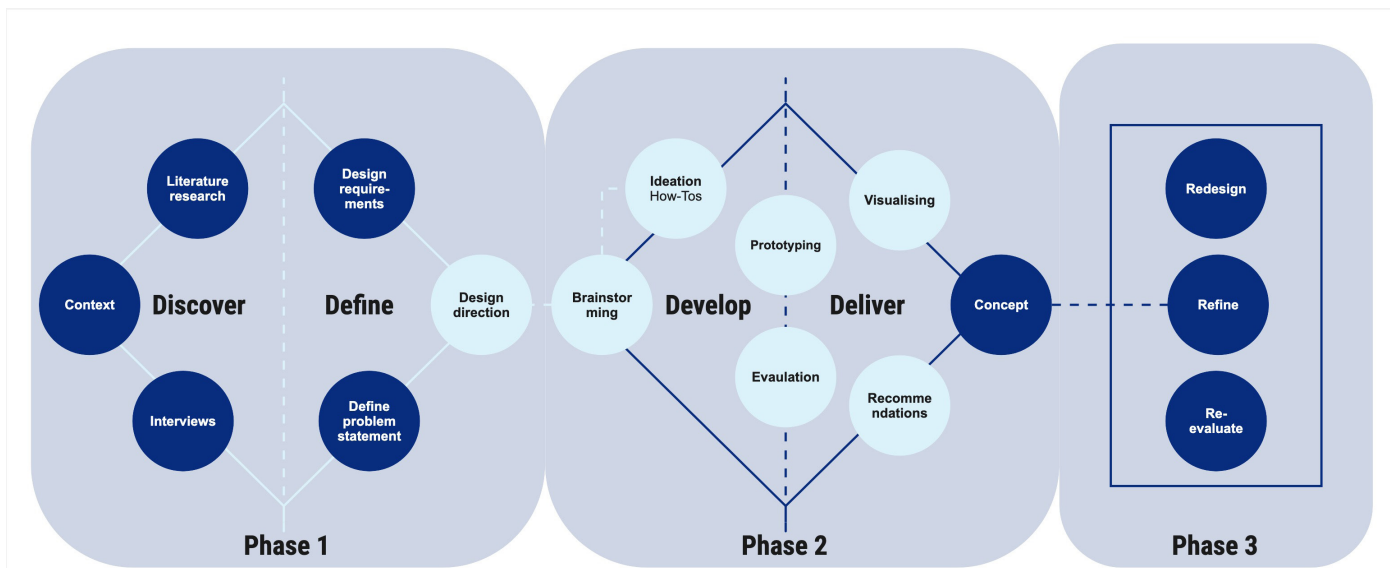 Literature
research
Design
require-
ments
Context
Discover
Define
Design
direction
Interviews
Define
problem
statement
Phase 1
Ideation
How-Tos
Visualising
Prototyping
Brainstor
ming
Develop
Deliver
Concept
Evaulation
Recomme
ndations
Phase 2
Redesign
Refine
Re-
evaluate
Phase 3